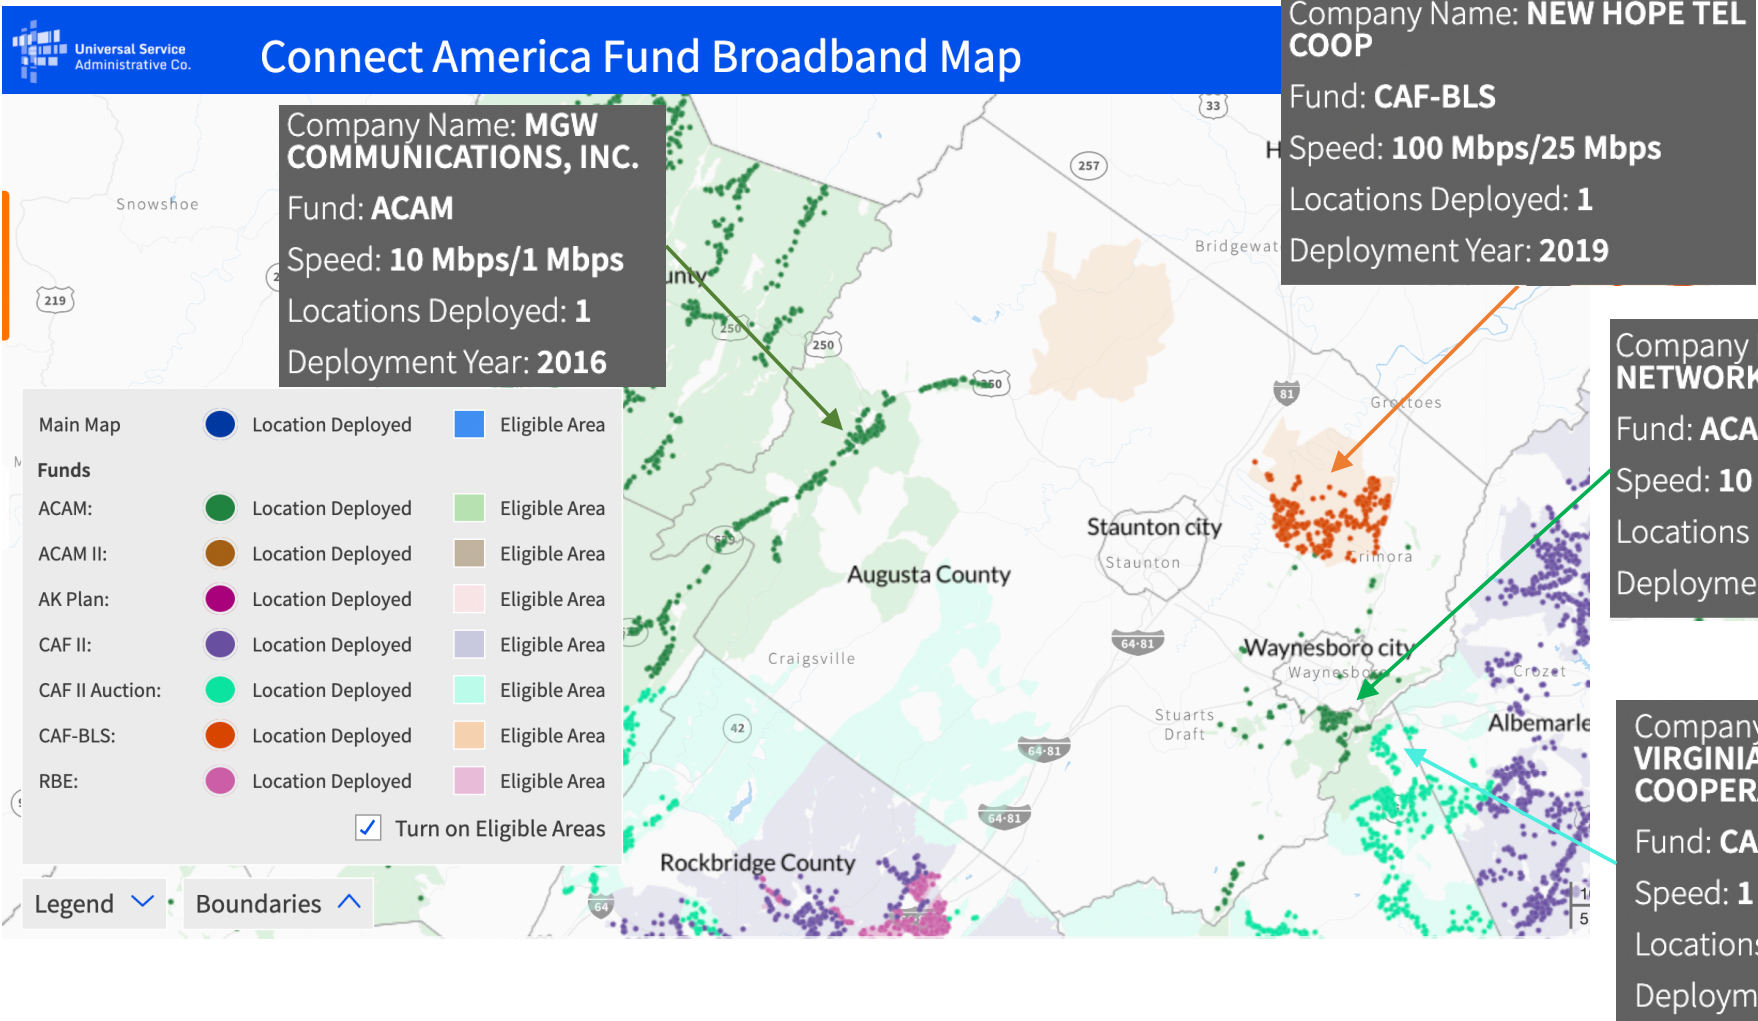 Universal Service
Administrative Co.
Connect America Fund Broadband Map
Company Name: NEW HOPE TEL
COOP
Fund: CAF-BLS
Speed: 100 Mbps/25 Mbps
Locations Deployed: 1
Deployment Year: 2019
Company Name: MGW
COMMUNICATIONS, INC.
Fund: ACAM
Speed: 10 Mbps/1 Mbps
Locations Deployed: 1
Deployment Year: 2016
33
257
H
Snowshoe
Bridgewat
219
2
unty
250
250
250
81
Grottoes
Company
NETWORK
Fund: ACA
Speed: 10
Locations
Deployme
Main Map Location Deployed Eligible Area
Funds
ACAM: Location Deployed Eligible Area
ACAM II: Location Deployed Eligible Area
AK Plan: Location Deployed Eligible Area
CAF II: Location Deployed Eligible Area
CAF II Auction: Location Deployed Eligible Area
CAF-BLS: Location Deployed Eligible Area
RBE: Location Deployed Eligible Area
Turn on Eligible Areas
Legend
Boundaries
Staunton city
Staunton
Crimora
Augusta County
64-81
Waynesboro city
Waynesboro
Craigsville
Crozet
42
Stuarts
Draft
Albemarle
64-81
64-81
Rockbridge County
64
5
Company
VIRGINIA
COOPER
Fund: CA
Speed: 1
Locations
Deploym